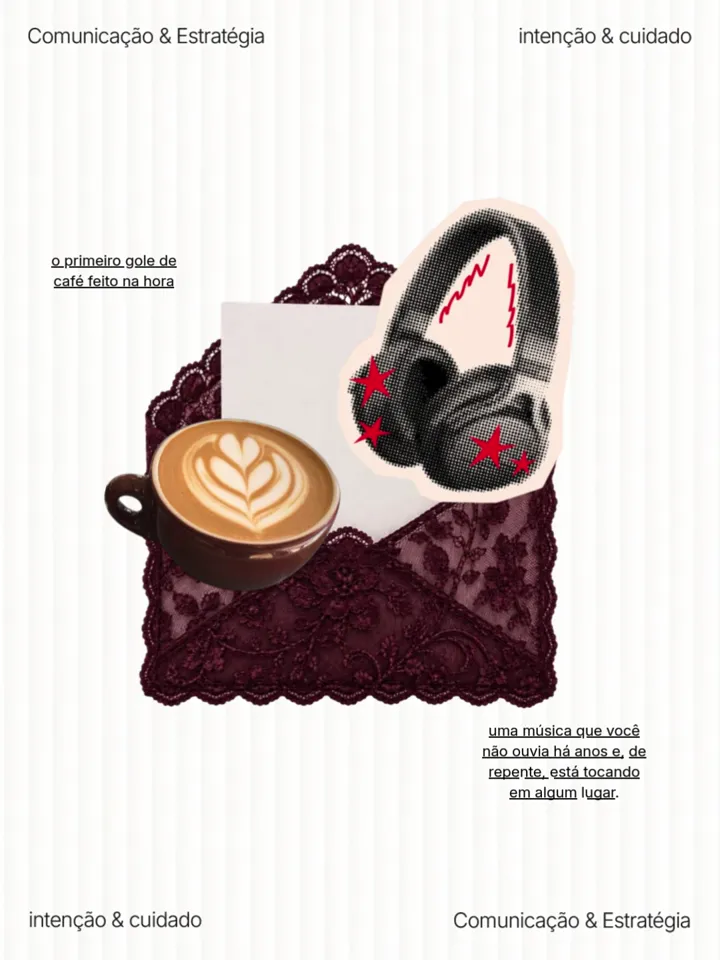 Comunicação & Estratégia
intenção & cuidado
o primeiro gole de
café feito na hora
uma música que você
não ouvia há anos e, de
repente, está tocando
em algum lugar.
intenção & cuidado
Comunicação & Estratégia